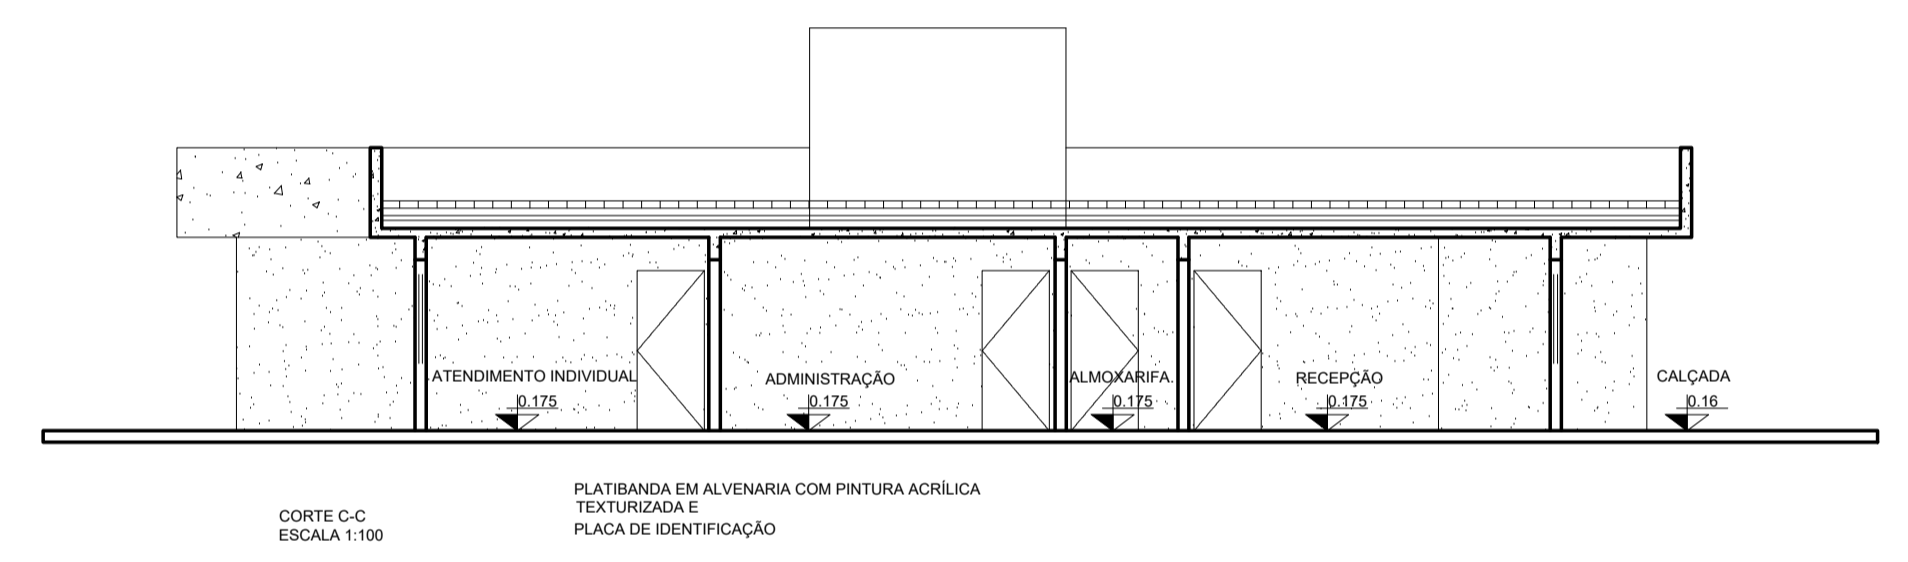 ATENDIMENTO INDIVIDUAL
0.175
ADMINISTRAÇÃO
0.175
ALMOXARIFA.
0.175
RECEPÇÃO
0.175
CALÇADA
0.16
CORTE C-C
ESCALA 1:100
PLATIBANDA EM ALVENARIA COM PINTURA ACRÍLICA
TEXTURIZADA E
PLACA DE IDENTIFICAÇÃO